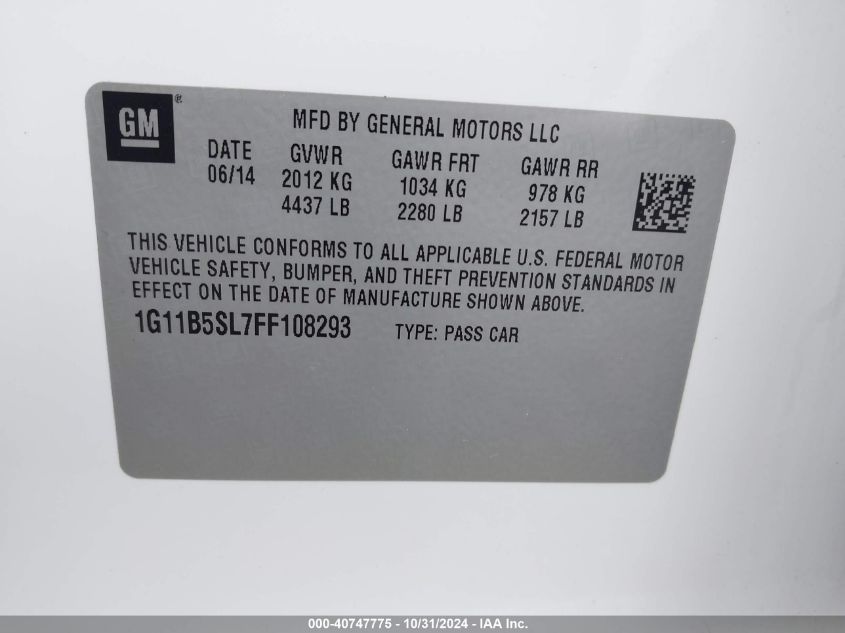 GM®
MFD BY GENERAL MOTORS LLC
DATE GVWR GAWR FRT GAWR RR
06/14 2012 KG 1034 KG 978 KG
4437 LB 2280 LB 2157 LB
THIS VEHICLE CONFORMS TO ALL APPLICABLE U.S. FEDERAL MOTOR
VEHICLE SAFETY, BUMPER, AND THEFT PREVENTION STANDARDS IN
EFFECT ON THE DATE OF MANUFACTURE SHOWN ABOVE.
1G11B5SL7FF108293 TYPE: PASS CAR
000-40747775 - 10/31/2024 - IAA Inc.